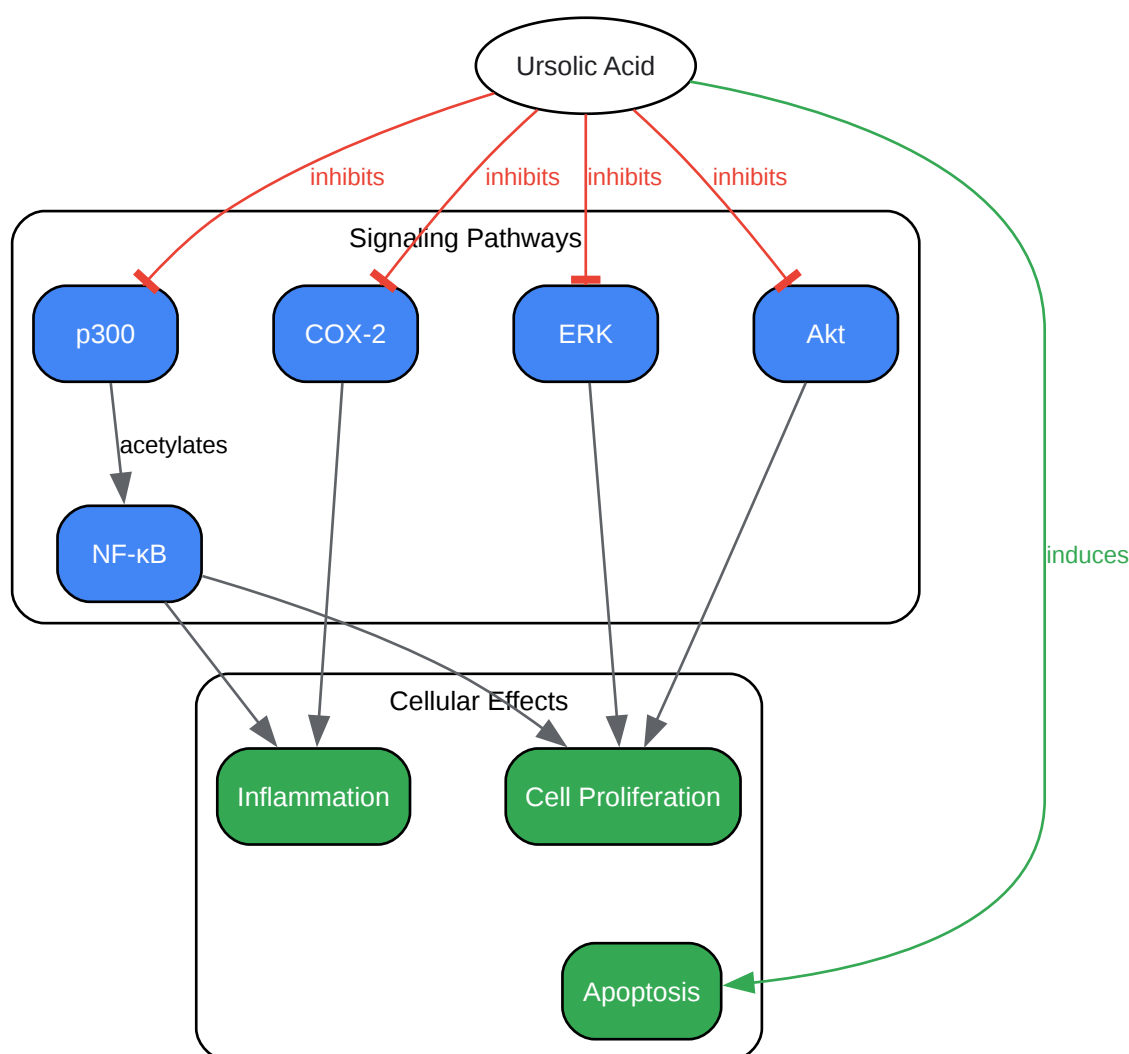 Ursolic Acid
inhibits
inhibits
inhibits
inhibits
Signaling Pathways
p300
COX-2
ERK
Akt
acetylates
NF-κB
induces
Cellular Effects
Inflammation
Cell Proliferation
Apoptosis